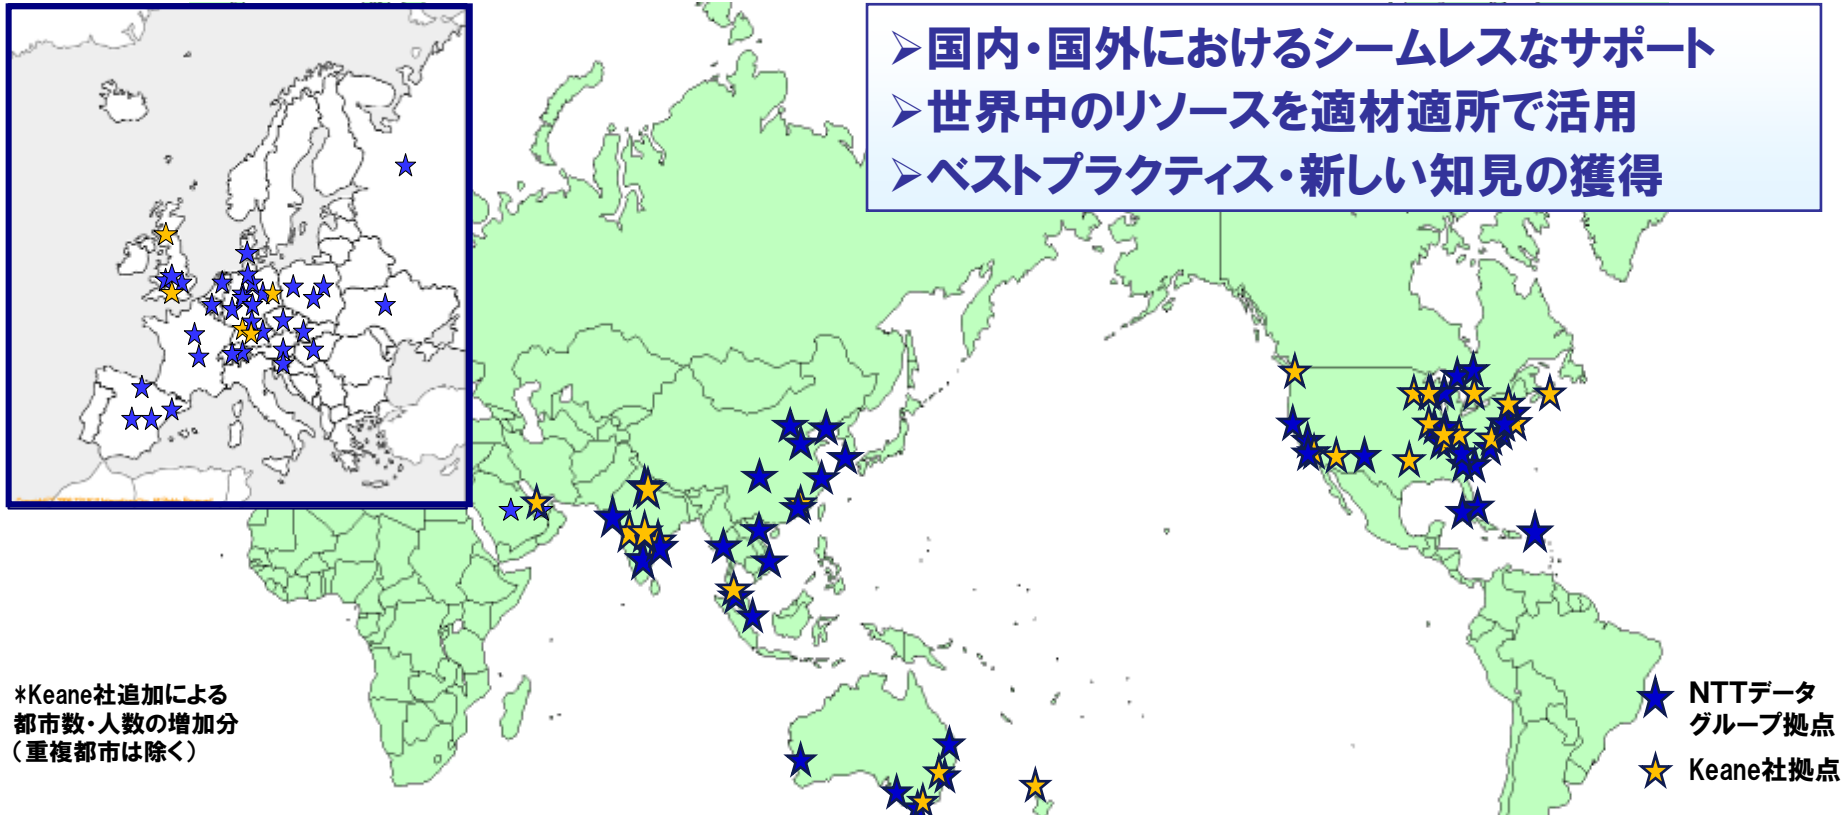 ➢国内・国外におけるシームレスなサポート
➢世界中のリソースを適材適所で活用
➢ベストプラクティス・新しい知見の獲得
*Keane社追加による
都市数・人数の増加分
（重複都市は除く）
NTTデータ
グループ拠点
Keane社拠点